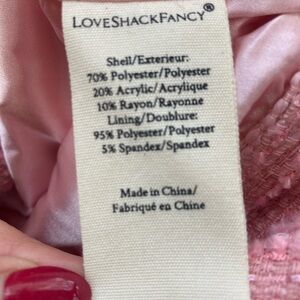 LOVESHACKFANCY®
Shell/Exterieur:
70% Polyester/Polyester
20% Acrylic/Acrylique
10% Rayon/Rayonne
Lining/Doublure:
95% Polyester/Polyester
5% Spandex/Spandex
Made in China/
Fabriqué en Chine